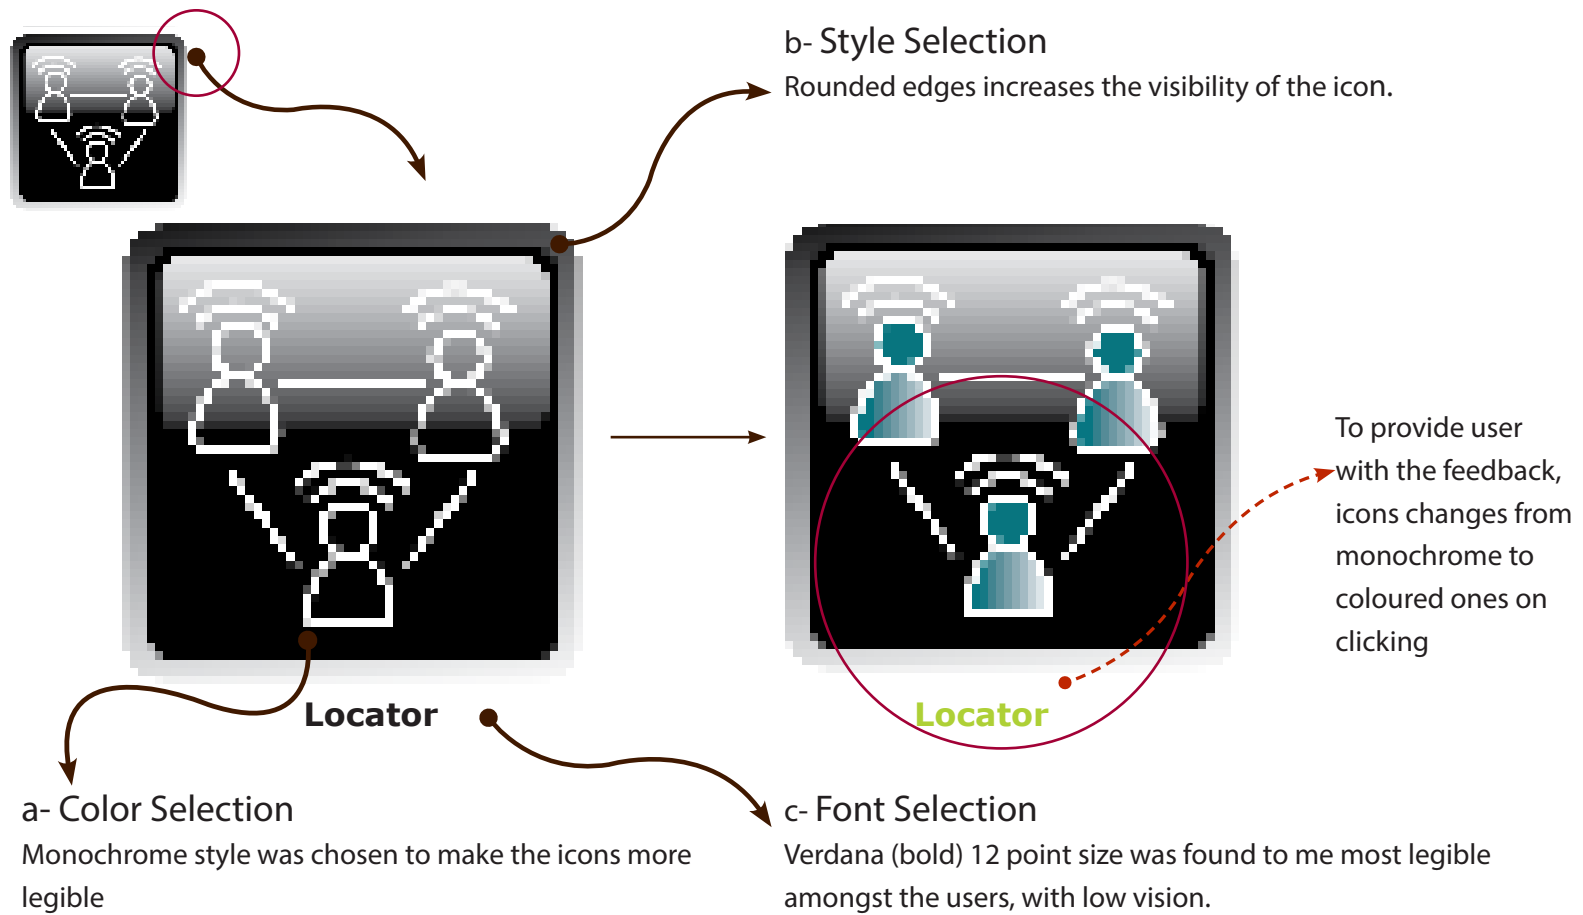 b- Style Selection
Rounded edges increases the visibility of the icon.
To provide user
with the feedback,
icons changes from
monochrome to
coloured ones on
clicking
Locator
Locator
a- Color Selection
Monochrome style was chosen to make the icons more
legible
c- Font Selection
Verdana (bold) 12 point size was found to me most legible
amongst the users, with low vision.